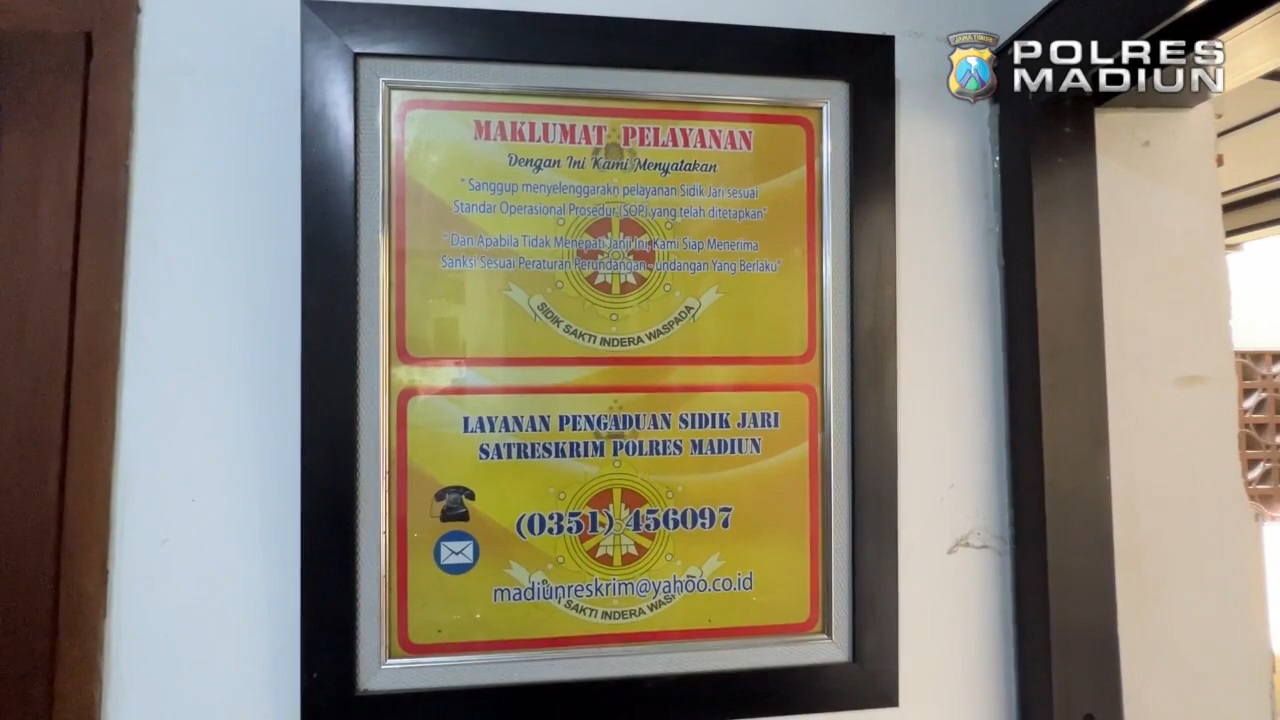 POLRES
MADIUN
MAKLUMAT PELAYANAN
Dengan Ini Kami Menyatakan
" Sanggup menyelenggarakn pelayanan Sidik Jari sesuai
Standar Operasional Prosedur (SOP) yang telah ditetapkan"
" Dan Apabila Tidak Menepati Janji Ini, Kami Siap Menerima
Sanksi Sesuai Peraturan Perundangan - undangan Yang Berlaku"
SIDIK SAKTI INDERA WASPADA
LAYANAN PENGADUAN SIDIK JARI
SATRESKRIM POLRES MADIUN
(0351) 456097
madiunreskrim@yahoo.co.id
SAKTI INDERA